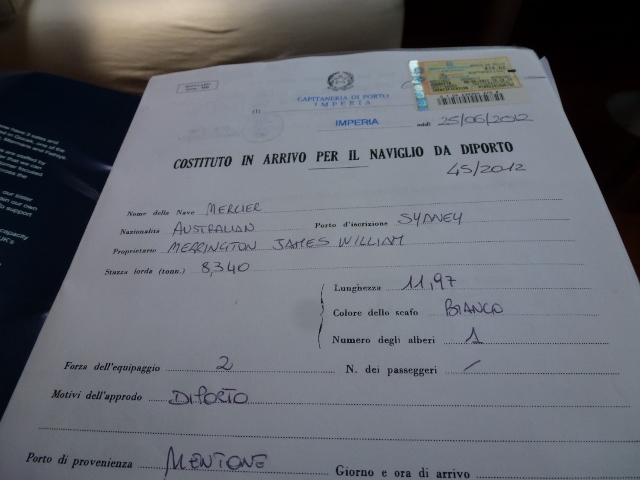 CAPITANERIA DI PORTO
IMPERIA
IMPERIA addì 25/06/2012
COSTITUTO IN ARRIVO PER IL NAVIGLIO DA DIPORTO
45/2012
Nome della Nave MERCIER
Nazionalità AUSTRALIAN Porto d'iscrizione SYDNEY
Proprietario MERRINGTON JAMES WILLIAM
Stazza lorda (tonn.) 8,340
Lunghezza 11,97
Colore dello scafo BIANCO
Numero degli alberi 1
Forza dell'equipaggio 2 N. dei passeggeri /
Motivi dell'approdo DIPORTO
Porto di provenienza MENTONE Giorno e ora di arrivo